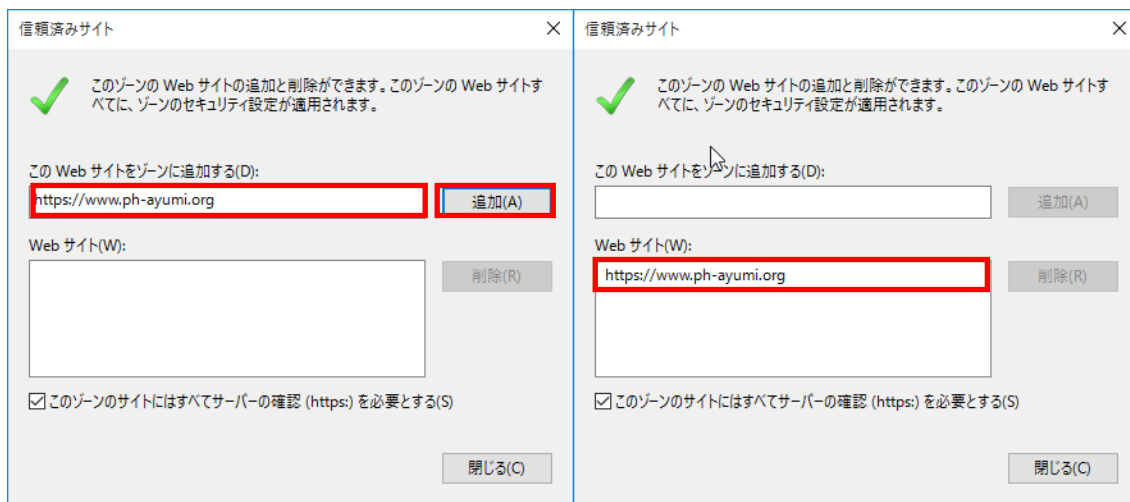 信頼済みサイト
このゾーンの Web サイトの追加と削除ができます。このゾーンの Web サイトす
べてに、ゾーンのセキュリティ設定が適用されます。
この Web サイトをゾーンに追加する(D):
https://www.ph-ayumi.org
追加(A)
Web サイト(W):
削除(R)
このゾーンのサイトにはすべてサーバーの確認 (https:) を必要とする(S)
閉じる(C)
信頼済みサイト
このゾーンの Web サイトの追加と削除ができます。このゾーンの Web サイトす
べてに、ゾーンのセキュリティ設定が適用されます。
この Web サイトをゾーンに追加する(D):
追加(A)
Web サイト(W):
https://www.ph-ayumi.org
削除(R)
このゾーンのサイトにはすべてサーバーの確認 (https:) を必要とする(S)
閉じる(C)